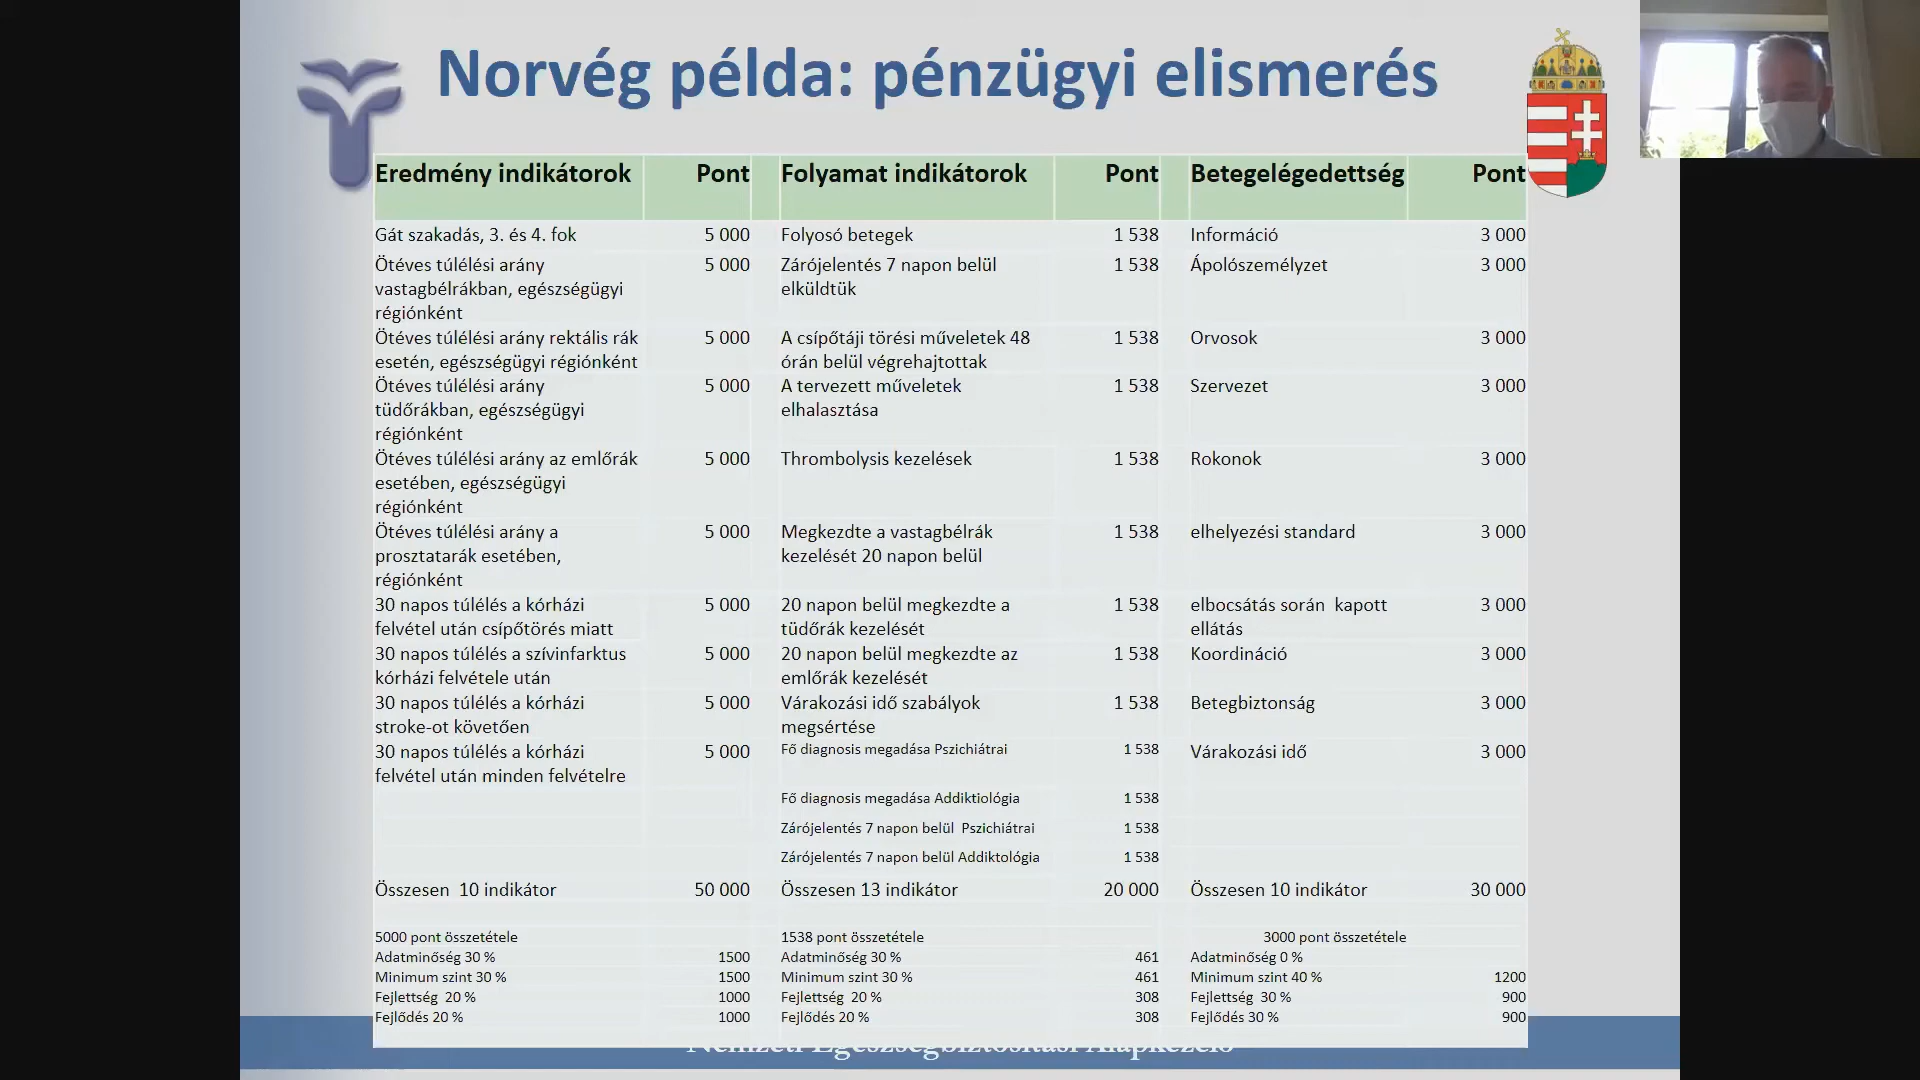 Norvég példa: pénzügyi elismerés
Eredmény indikátorok Pont Folyamat indikátorok Pont Betegelégedettség Pont
Gát szakadás, 3. és 4. fok 5 000 Folyosó betegek 1 538 Információ 3 000
Ötéves túlélési arány 5 000 Zárójelentés 7 napon belül 1 538 Ápolószemélyzet 3 000
vastagbélrákban, egészségügyi elküldtük
régiónként
Ötéves túlélési arány rektális rák 5 000 A csípőtáji törési műveletek 48 1 538 Orvosok 3 000
esetén, egészségügyi régiónként órán belül végrehajtottak
Ötéves túlélési arány 5 000 A tervezett műveletek 1 538 Szervezet 3 000
tüdőrákban, egészségügyi elhalasztása
régiónként
Ötéves túlélési arány az emlőrák 5 000 Thrombolysis kezelések 1 538 Rokonok 3 000
esetében, egészségügyi
régiónként
Ötéves túlélési arány a 5 000 Megkezdte a vastagbélrák 1 538 elhelyezési standard 3 000
prosztatarák esetében, kezelését 20 napon belül
régiónként
30 napos túlélés a kórházi 5 000 20 napon belül megkezdte a 1 538 elbocsátás során kapott 3 000
felvétel után csípőtörés miatt tüdőrák kezelését ellátás
30 napos túlélés a szívinfarktus 5 000 20 napon belül megkezdte az 1 538 Koordináció 3 000
kórházi felvétele után emlőrák kezelését
30 napos túlélés a kórházi 5 000 Várakozási idő szabályok 1 538 Betegbiztonság 3 000
stroke-ot követően megsértése
30 napos túlélés a kórházi 5 000 Fő diagnosis megadása Pszichiátrai 1 538 Várakozási idő 3 000
felvétel után minden felvételre
Fő diagnosis megadása Addiktiológia 1 538
Zárójelentés 7 napon belül Pszichiátrai 1 538
Zárójelentés 7 napon belül Addiktológia 1 538
Összesen 10 indikátor 50 000 Összesen 13 indikátor 20 000 Összesen 10 indikátor 30 000
5000 pont összetétele 1538 pont összetétele 3000 pont összetétele
Adatminőség 30 % 1500 Adatminőség 30 % 461 Adatminőség 0 %
Minimum szint 30 % 1500 Minimum szint 30 % 461 Minimum szint 40 % 1200
Fejlettség 20 % 1000 Fejlettség 20 % 308 Fejlettség 30 % 900
Fejlődés 20 % 1000 Fejlődés 20 % 308 Fejlődés 30 % 900
Nemzeti Egészségbiztosítási Alapkezelő